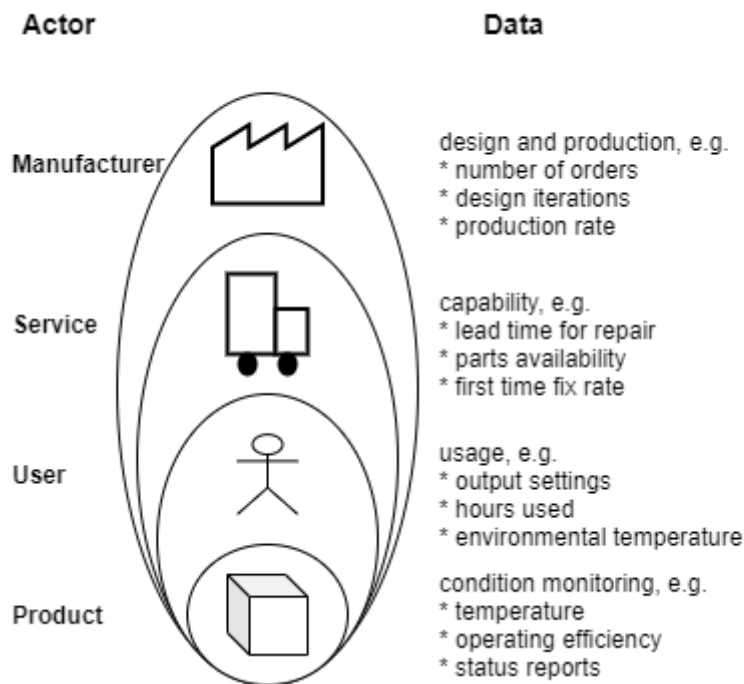 Actor
Data
Manufacturer
design and production, e.g.
* number of orders
* design iterations
* production rate
Service
capability, e.g.
* lead time for repair
* parts availability
* first time fix rate
User
usage, e.g.
* output settings
* hours used
* environmental temperature
Product
condition monitoring, e.g.
* temperature
* operating efficiency
* status reports